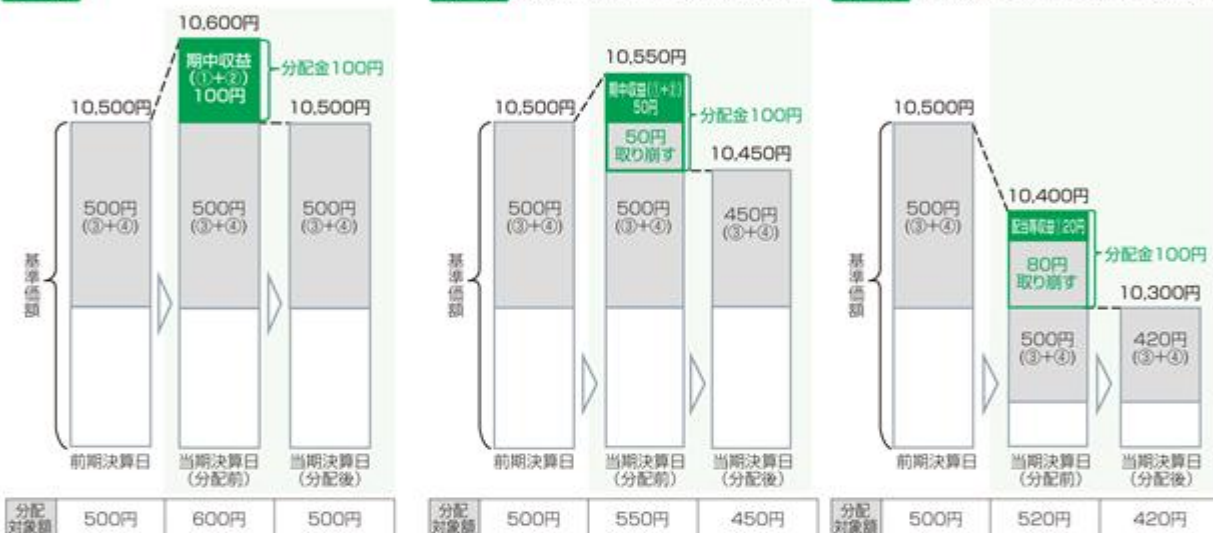 10,600円
期中収益
(①+②)
100円
分配金100円
10,500円
10,500円
500円
(③+④)
500円
(③+④)
500円
(③+④)
基準価額
前期決算日
当期決算日
(分配前)
当期決算日
(分配後)
分配
対象額
500円
600円
500円
10,550円
期中収益(①+②)
50円
分配金100円
10,500円
50円
取り崩す
10,450円
500円
(③+④)
500円
(③+④)
450円
(③+④)
基準価額
前期決算日
当期決算日
(分配前)
当期決算日
(分配後)
分配
対象額
500円
550円
450円
10,500円
10,400円
配当等収益①20円
分配金100円
80円
取り崩す
10,300円
500円
(③+④)
500円
(③+④)
420円
(③+④)
基準価額
前期決算日
当期決算日
(分配前)
当期決算日
(分配後)
分配
対象額
500円
520円
420円